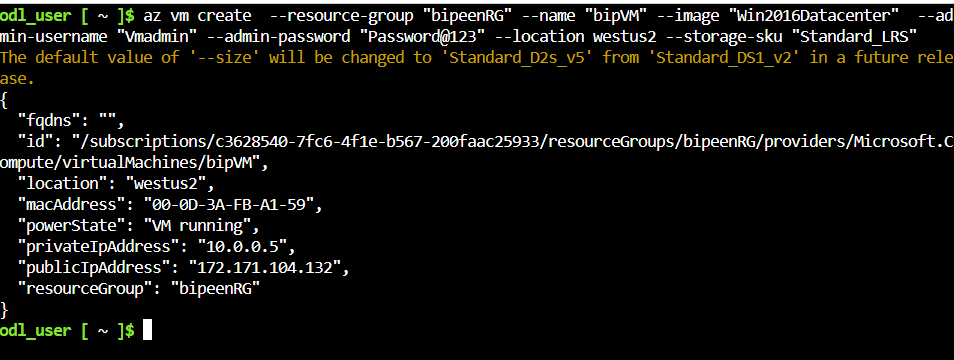 odl_user [ ~ ]$ az vm create  --resource-group "bipeenRG" --name "bipVM" --image "Win2016Datacenter"  --ad
min-username "Vmadmin" --admin-password "Password@123" --location westus2 --storage-sku "Standard_LRS"
The default value of '--size' will be changed to 'Standard_D2s_v5' from 'Standard_DS1_v2' in a future rele
ase.
{
  "fqdns": "",
  "id": "/subscriptions/c3628540-7fc6-4f1e-b567-200faac25933/resourceGroups/bipeenRG/providers/Microsoft.C
ompute/virtualMachines/bipVM",
  "location": "westus2",
  "macAddress": "00-0D-3A-FB-A1-59",
  "powerState": "VM running",
  "privateIpAddress": "10.0.0.5",
  "publicIpAddress": "172.171.104.132",
  "resourceGroup": "bipeenRG"
}
odl_user [ ~ ]$